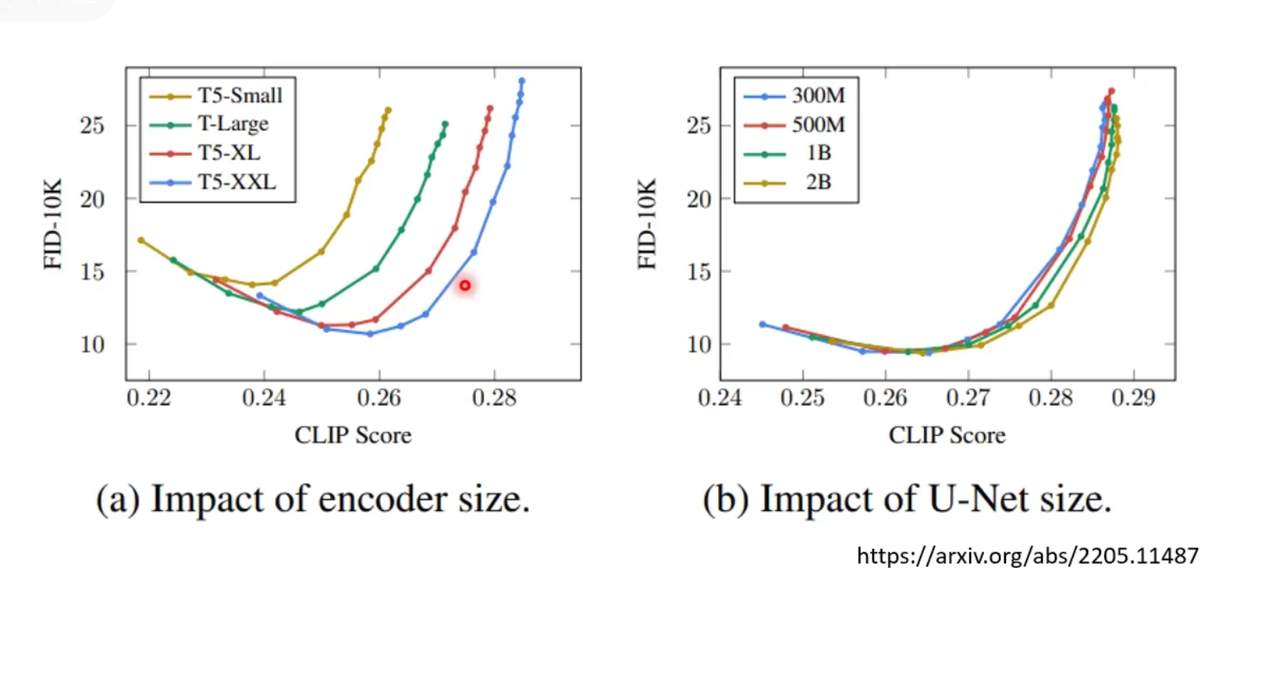 T5-Small
T-Large
T5-XL
T5-XXL
25
20
15
10
FID-10K
0.22 0.24 0.26 0.28
CLIP Score
(a) Impact of encoder size.
300M
500M
1B
2B
25
20
15
10
FID-10K
0.24 0.25 0.26 0.27 0.28 0.29
CLIP Score
(b) Impact of U-Net size.
https://arxiv.org/abs/2205.11487